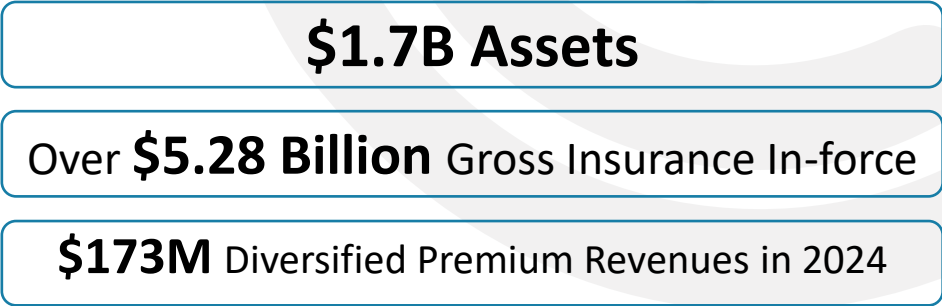 $1.7B Assets
Over $5.28 Billion Gross Insurance In-force
$173M Diversified Premium Revenues in 2024